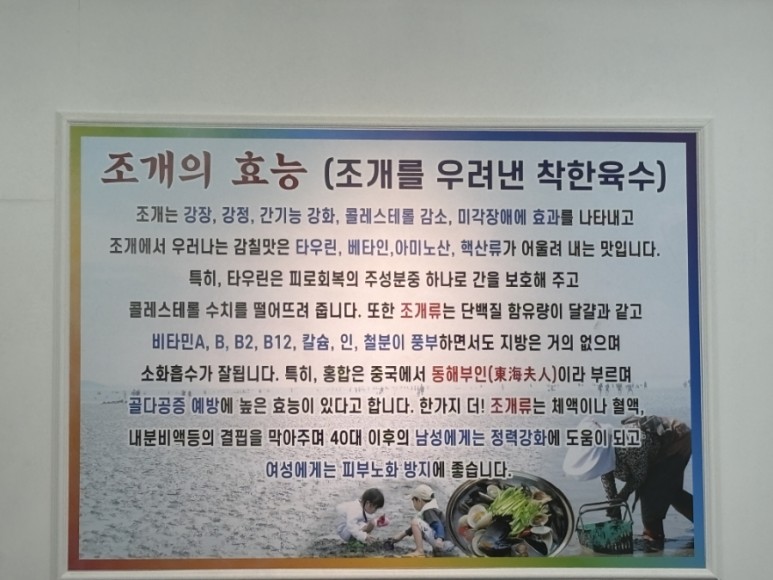 조개의 효능 (조개를 우려낸 착한육수)
조개는 강장, 강정, 간기능 강화, 콜레스테롤 감소, 미각장애에 효과를 나타내고
조개에서 우러나는 감칠맛은 타우린, 베타인,아미노산, 핵산류가 어울려 내는 맛입니다.
특히, 타우린은 피로회복의 주성분중 하나로 간을 보호해 주고
콜레스테롤 수치를 떨어뜨려 줍니다. 또한 조개류는 단백질 함유량이 달걀과 같고
비타민A, B, B2, B12, 칼슘, 인, 철분이 풍부하면서도 지방은 거의 없으며
소화흡수가 잘됩니다. 특히, 홍합은 중국에서 동해부인(東海夫人)이라 부르며
골다공증 예방에 높은 효능이 있다고 합니다. 한가지 더! 조개류는 체액이나 혈액,
내분비액등의 결핍을 막아주며 40대 이후의 남성에게는 정력강화에 도움이 되고
여성에게는 피부노화 방지에 좋습니다.